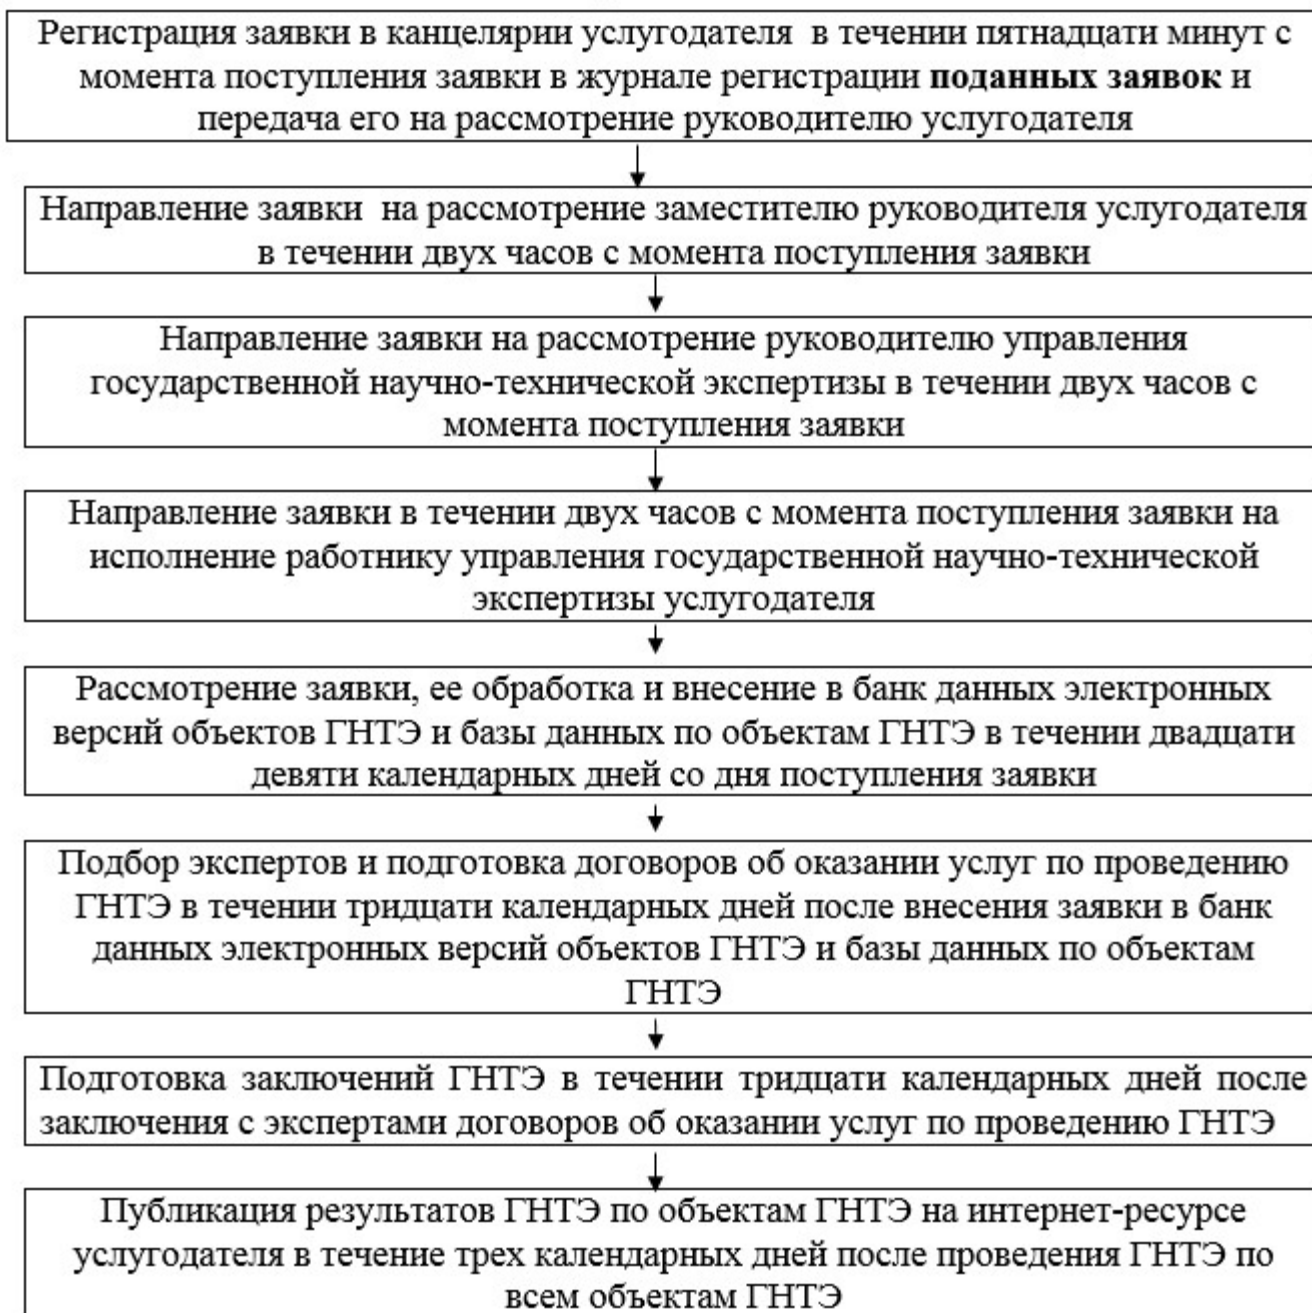 Регистрация заявки в канцелярии услугодателя в течении пятнадцати минут с
момента поступления заявки в журнале регистрации поданных заявок и
передача его на рассмотрение руководителю услугодателя
Направление заявки на рассмотрение заместителю руководителя услугодателя
в течении двух часов с момента поступления заявки
Направление заявки на рассмотрение руководителю управления
государственной научно-технической экспертизы в течении двух часов с
момента поступления заявки
Направление заявки в течении двух часов с момента поступления заявки на
исполнение работнику управления государственной научно-технической
экспертизы услугодателя
Рассмотрение заявки, ее обработка и внесение в банк данных электронных
версий объектов ГНТЭ и базы данных по объектам ГНТЭ в течении двадцати
девяти календарных дней со дня поступления заявки
Подбор экспертов и подготовка договоров об оказании услуг по проведению
ГНТЭ в течении тридцати календарных дней после внесения заявки в банк
данных электронных версий объектов ГНТЭ и базы данных по объектам
ГНТЭ
Подготовка заключений ГНТЭ в течении тридцати календарных дней после
заключения с экспертами договоров об оказании услуг по проведению ГНТЭ
Публикация результатов ГНТЭ по объектам ГНТЭ на интернет-ресурсе
услугодателя в течение трех календарных дней после проведения ГНТЭ по
всем объектам ГНТЭ